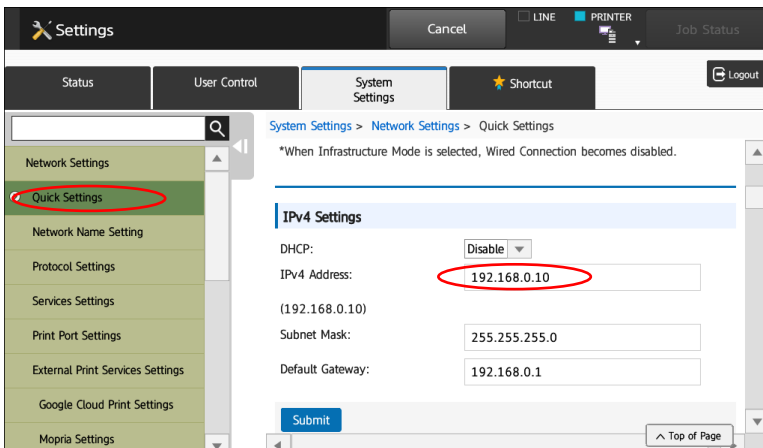 Settings
Cancel
LINE
PRINTER
Job Status
Status
User Control
System
Settings
Shortcut
Logout
System Settings > Network Settings > Quick Settings
*When Infrastructure Mode is selected, Wired Connection becomes disabled.
Network Settings
Quick Settings
Network Name Setting
Protocol Settings
Services Settings
Print Port Settings
External Print Services Settings
Google Cloud Print Settings
Mopria Settings
IPv4 Settings
DHCP: Disable
IPv4 Address: 192.168.0.10
(192.168.0.10)
Subnet Mask: 255.255.255.0
Default Gateway: 192.168.0.1
Submit
Top of Page